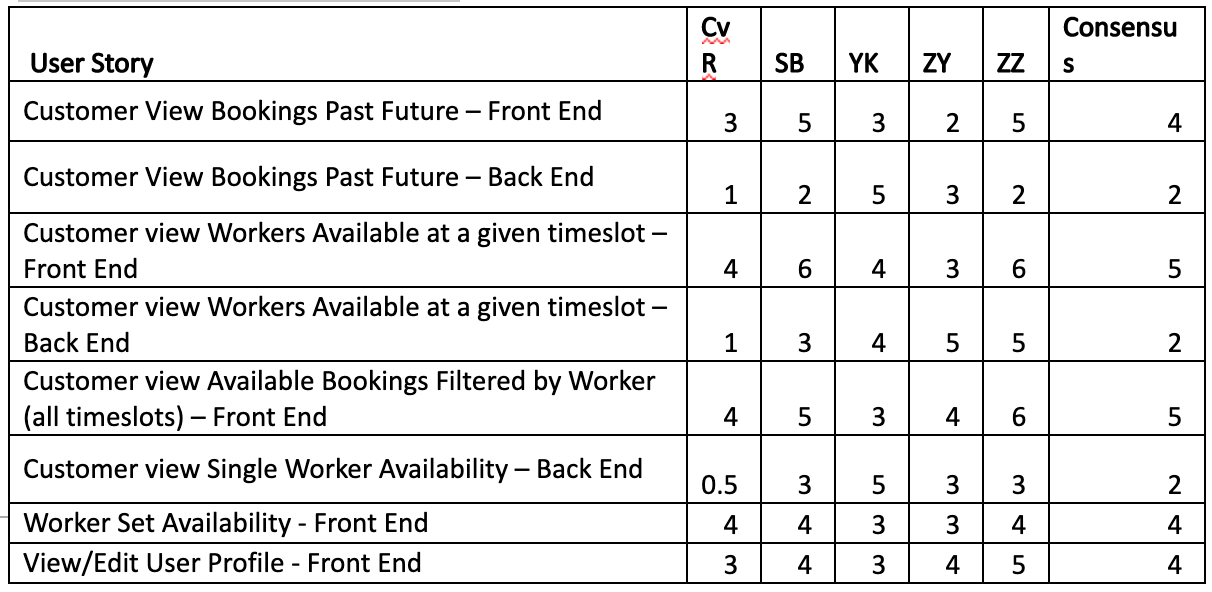 User Story CvR SB YK ZY ZZ Consensus
Customer View Bookings Past Future – Front End 3 5 3 2 5 4
Customer View Bookings Past Future – Back End 1 2 5 3 2 2
Customer view Workers Available at a given timeslot –
Front End 4 6 4 3 6 5
Customer view Workers Available at a given timeslot –
Back End 1 3 4 5 5 2
Customer view Available Bookings Filtered by Worker
(all timeslots) – Front End 4 5 3 4 6 5
Customer view Single Worker Availability – Back End 0.5 3 5 3 3 2
Worker Set Availability - Front End 4 4 3 3 4 4
View/Edit User Profile - Front End 3 4 3 4 5 4